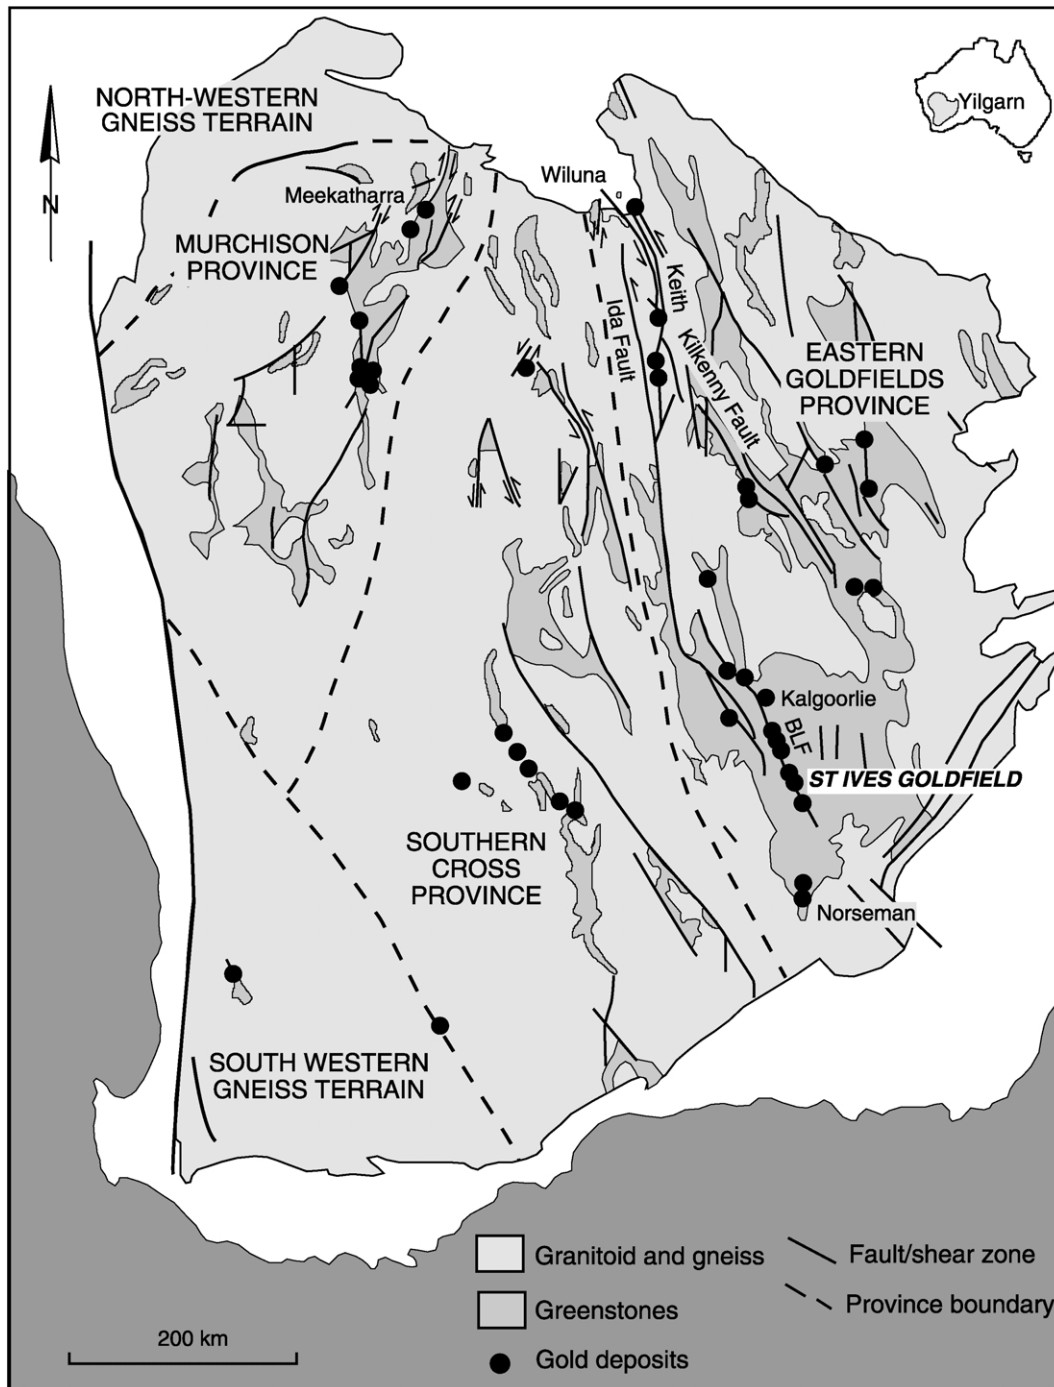 NORTH-WESTERN
GNEISS TERRAIN
Yilgarn
N
Meekatharra
Wiluna
MURCHISON
PROVINCE
Keith
Kilkenny Fault
Ida Fault
EASTERN
GOLDFIELDS
PROVINCE
Kalgoorlie
BLF
ST IVES GOLDFIELD
SOUTHERN
CROSS
PROVINCE
Norseman
SOUTH WESTERN
GNEISS TERRAIN
Granitoid and gneiss
Fault/shear zone
Greenstones
Province boundary
200 km
Gold deposits